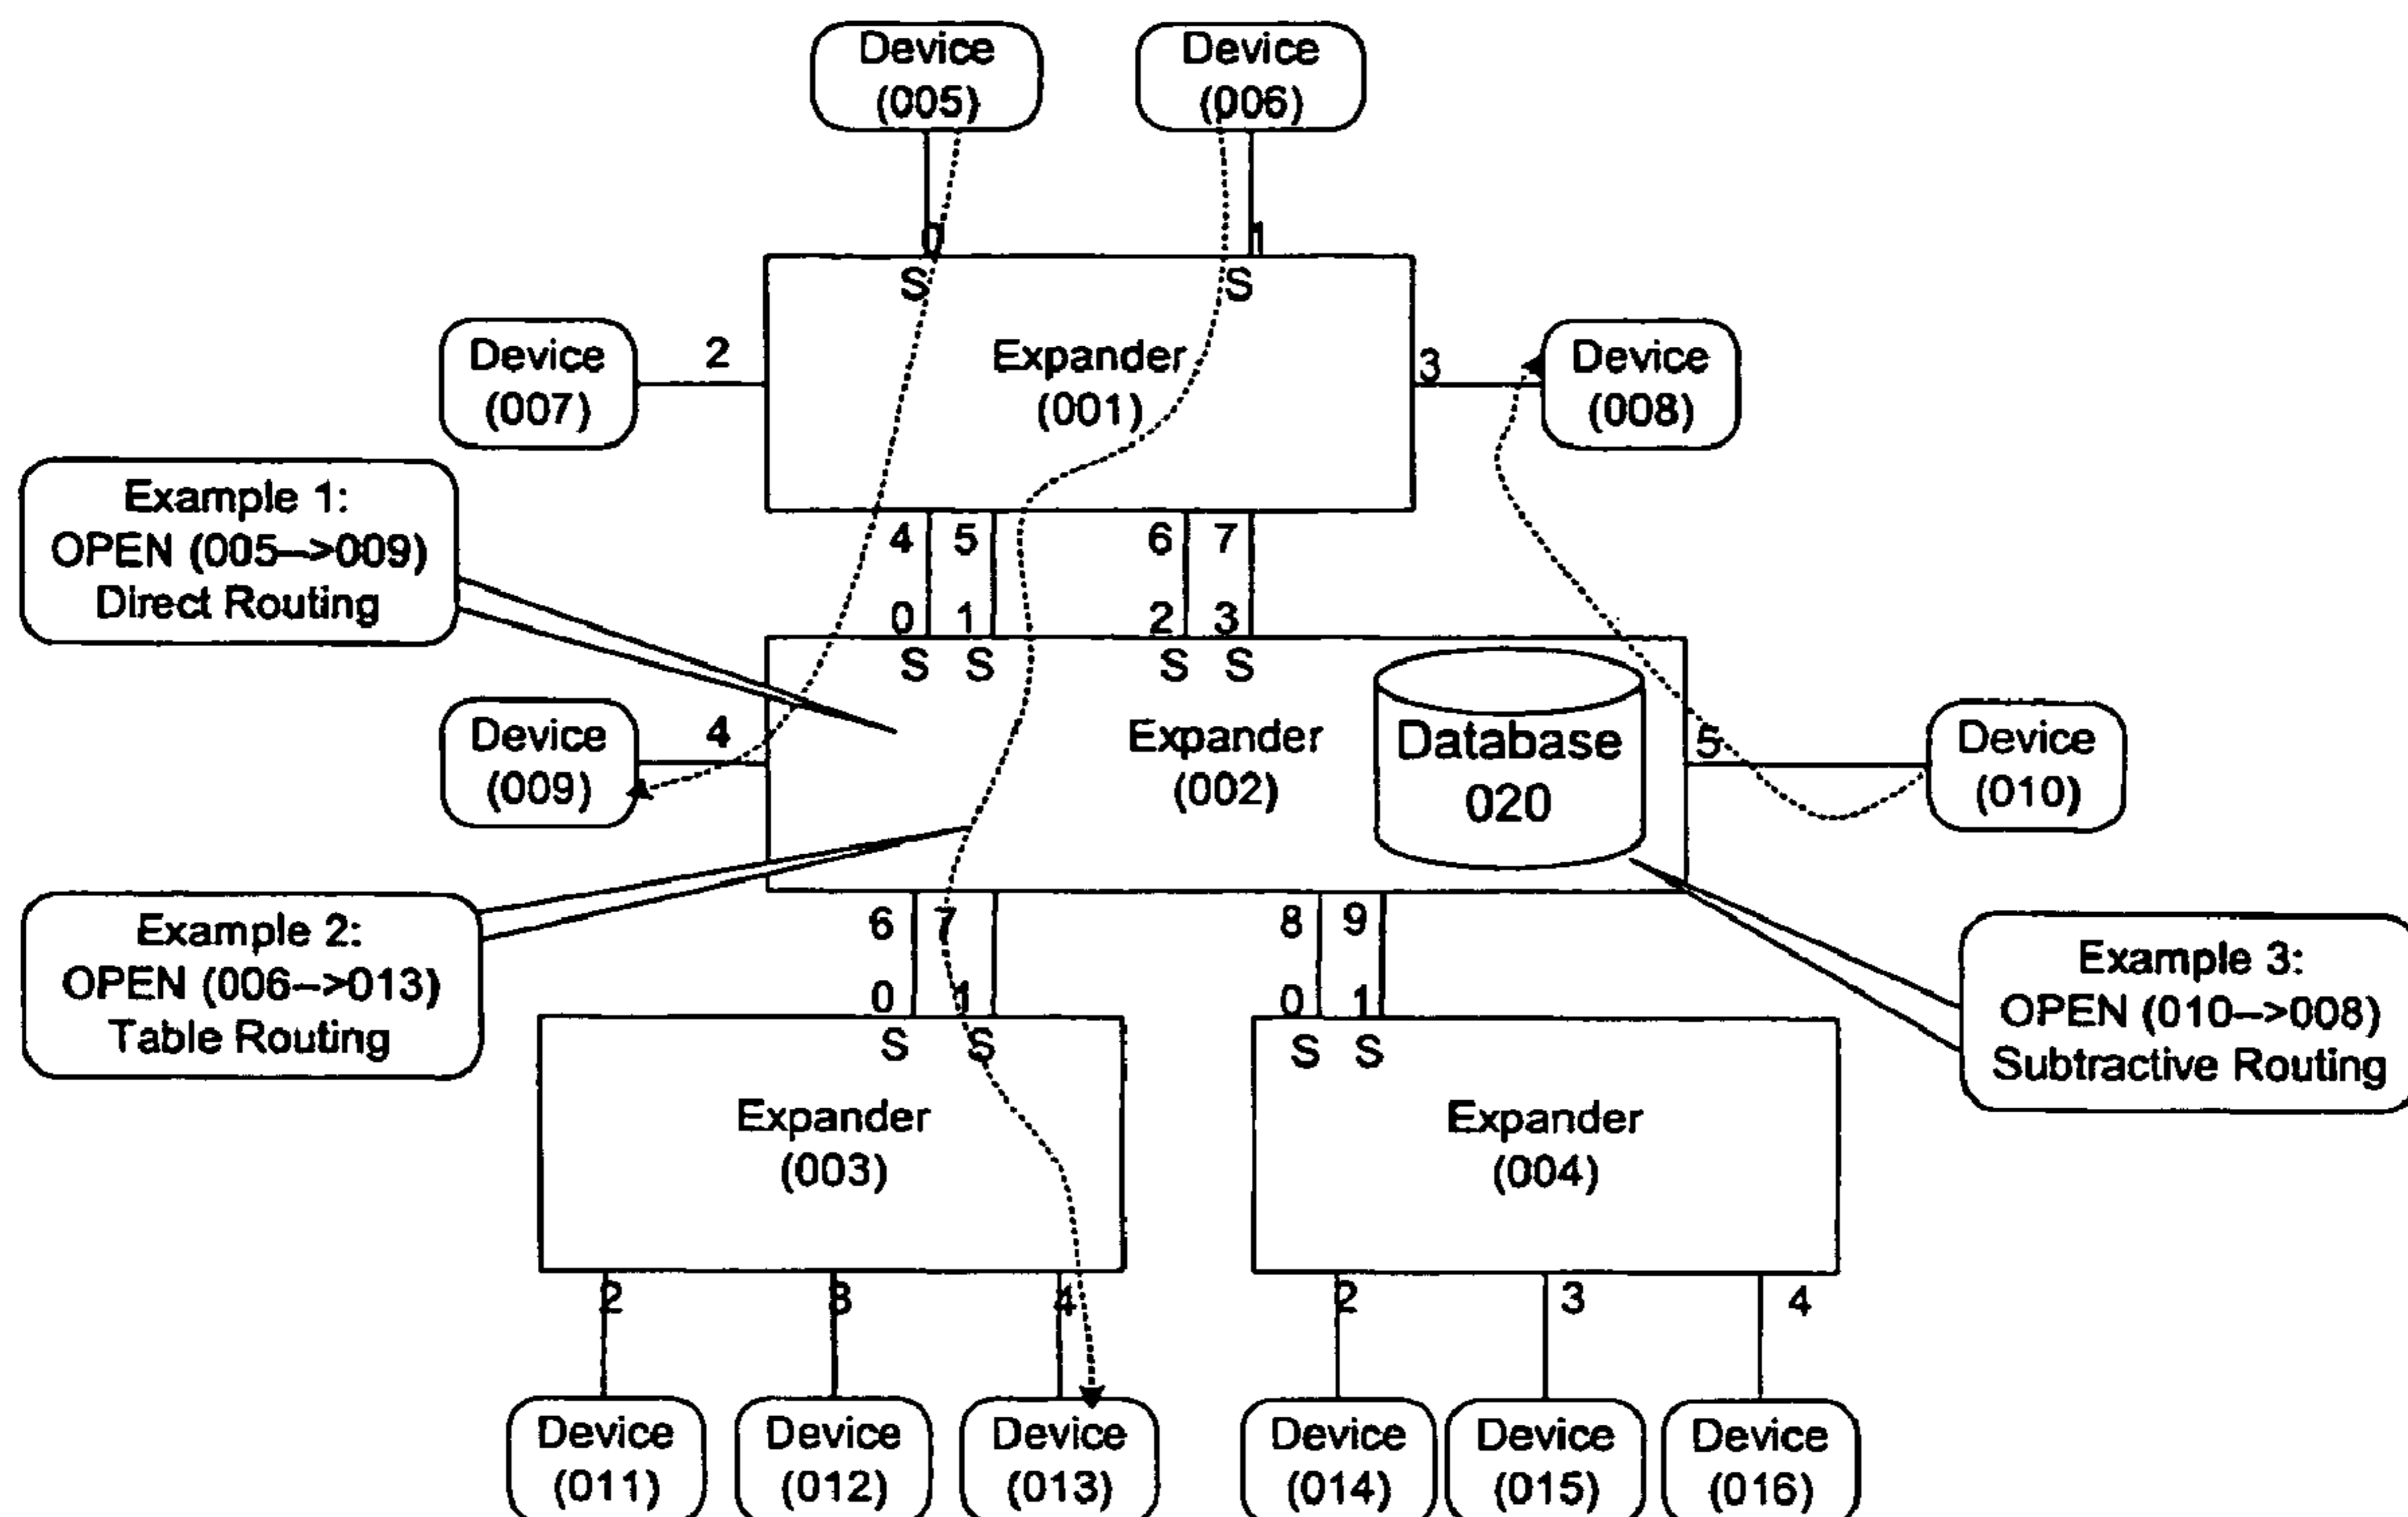 Device
(005)
Device
(006)
0
1
S
S
Device
(007)
2
Expander
(001)
3
Device
(008)
Example 1:
OPEN (005-->009)
Direct Routing
4
5
6
7
0
1
2
3
S
S
S
S
Device
(009)
4
Expander
(002)
Database
020
5
Device
(010)
Example 2:
OPEN (006-->013)
Table Routing
6
7
8
9
0
1
0
1
Example 3:
OPEN (010-->008)
Subtractive Routing
S
S
S
S
Expander
(003)
Expander
(004)
2
3
4
2
3
4
Device
(011)
Device
(012)
Device
(013)
Device
(014)
Device
(015)
Device
(016)